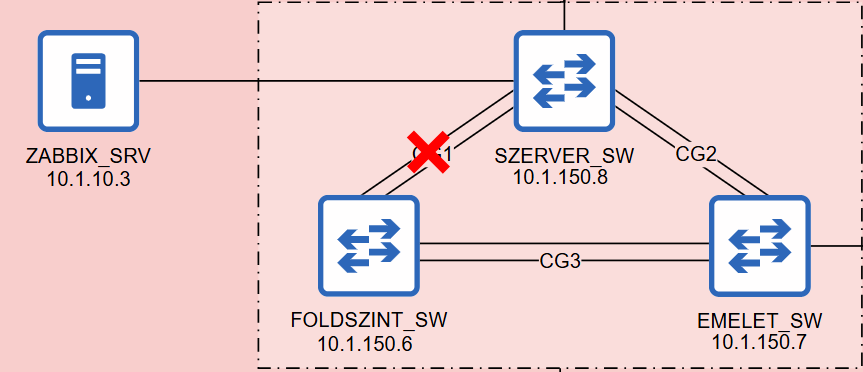 ZABBIX_SRV
10.1.10.3
SZERVER_SW
10.1.150.8
CG1
CG2
CG3
FOLDSZINT_SW
10.1.150.6
EMELET_SW
10.1.150.7